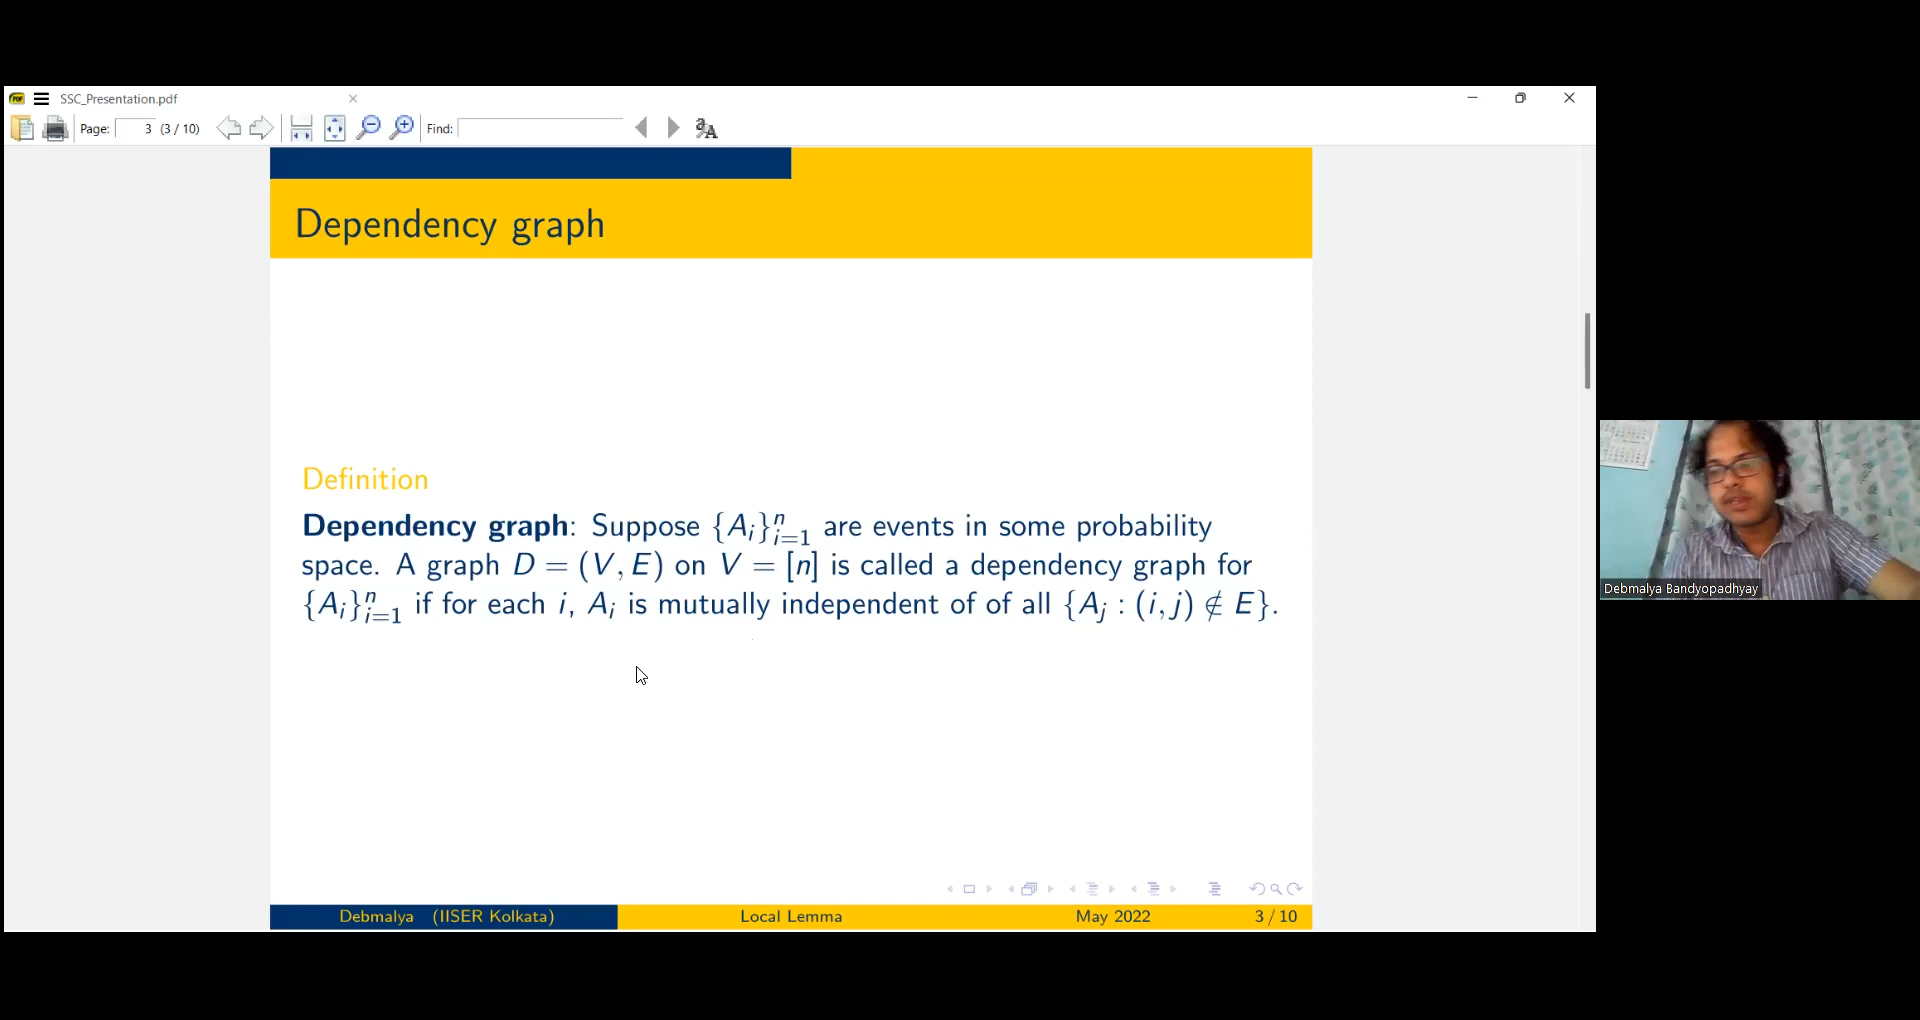 SSC_Presentation.pdf
Page: 3 (3 / 10) Find:
Dependency graph
Definition
Dependency graph: Suppose {A_i}_{i=1}^n are events in some probability
space. A graph D = (V, E) on V = [n] is called a dependency graph for
{A_i}_{i=1}^n if for each i, A_i is mutually independent of of all {A_j : (i, j) ∉ E}.
Debmalya (IISER Kolkata) Local Lemma May 2022 3 / 10
Debmalya Bandyopadhyay